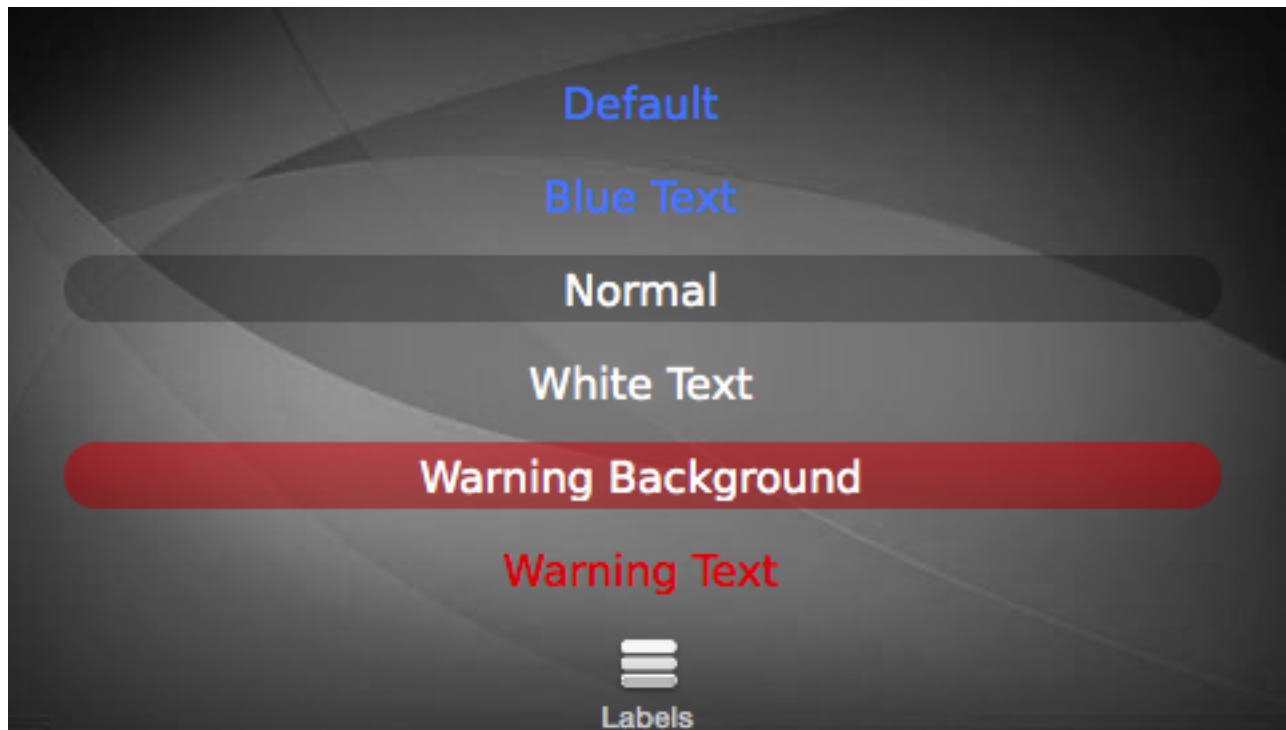 Default
Blue Text
Normal
White Text
Warning Background
Warning Text
Labels